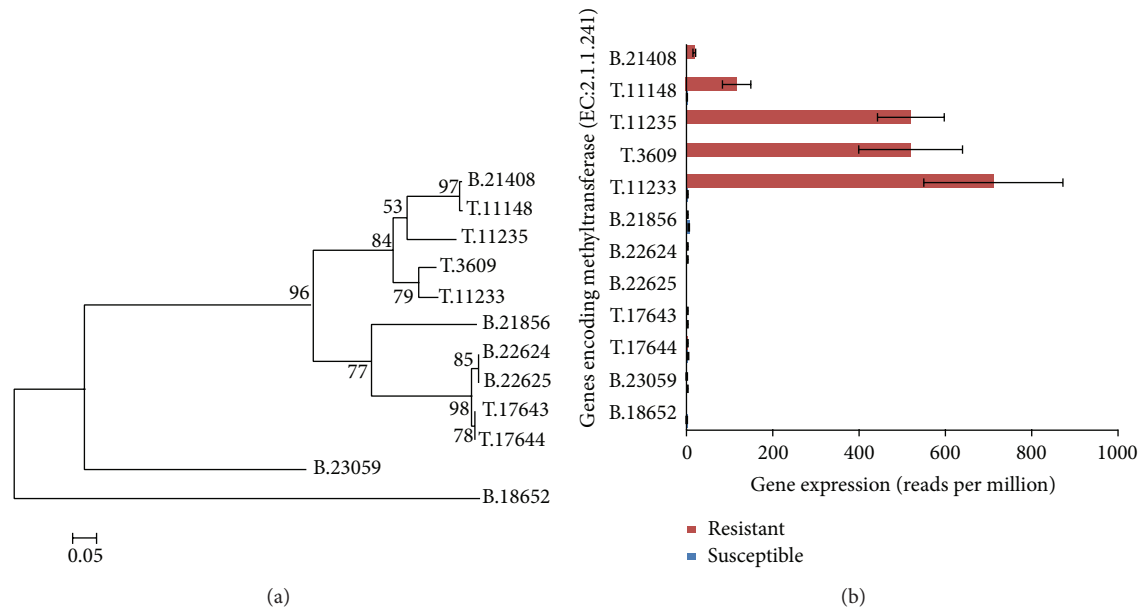 97
B.21408
T.11148
53
T.11235
84
T.3609
79
T.11233
96
B.21856
77
85
B.22624
B.22625
98
T.17643
78
T.17644
B.23059
B.18652
0.05
(a)
Genes encoding methyltransferase (EC:2.1.1.241)
B.21408
T.11148
T.11235
T.3609
T.11233
B.21856
B.22624
B.22625
T.17643
T.17644
B.23059
B.18652
0 200 400 600 800 1000
Gene expression (reads per million)
Resistant
Susceptible
(b)